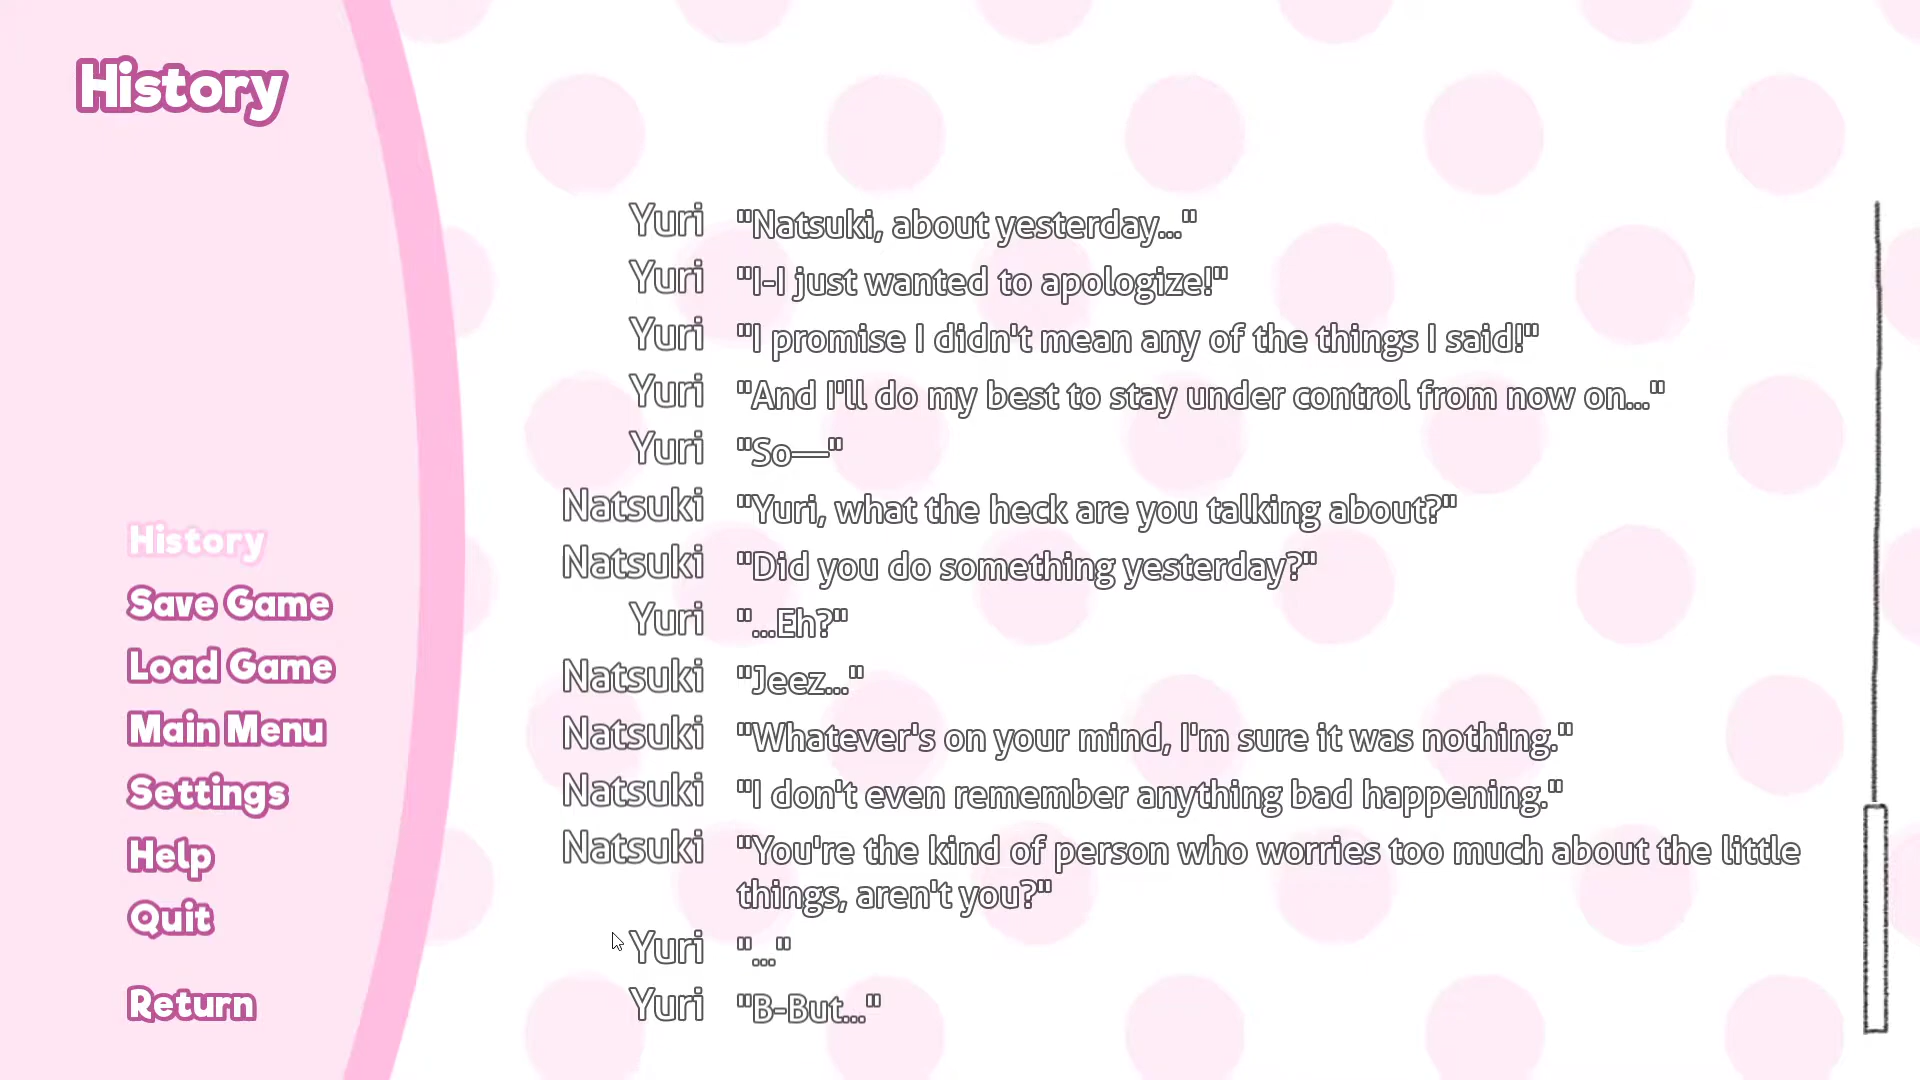 History
Yuri "Natsuki, about yesterday..."
Yuri "I-I just wanted to apologize!"
Yuri "I promise I didn't mean any of the things I said!"
Yuri "And I'll do my best to stay under control from now on..."
Yuri "So—"
Natsuki "Yuri, what the heck are you talking about?"
Natsuki "Did you do something yesterday?"
Yuri "...Eh?"
Natsuki "Jeez..."
Natsuki "Whatever's on your mind, I'm sure it was nothing."
Natsuki "I don't even remember anything bad happening."
Natsuki "You're the kind of person who worries too much about the little
things, aren't you?"
Yuri "..."
Yuri "B-But..."
History
Save Game
Load Game
Main Menu
Settings
Help
Quit
Return